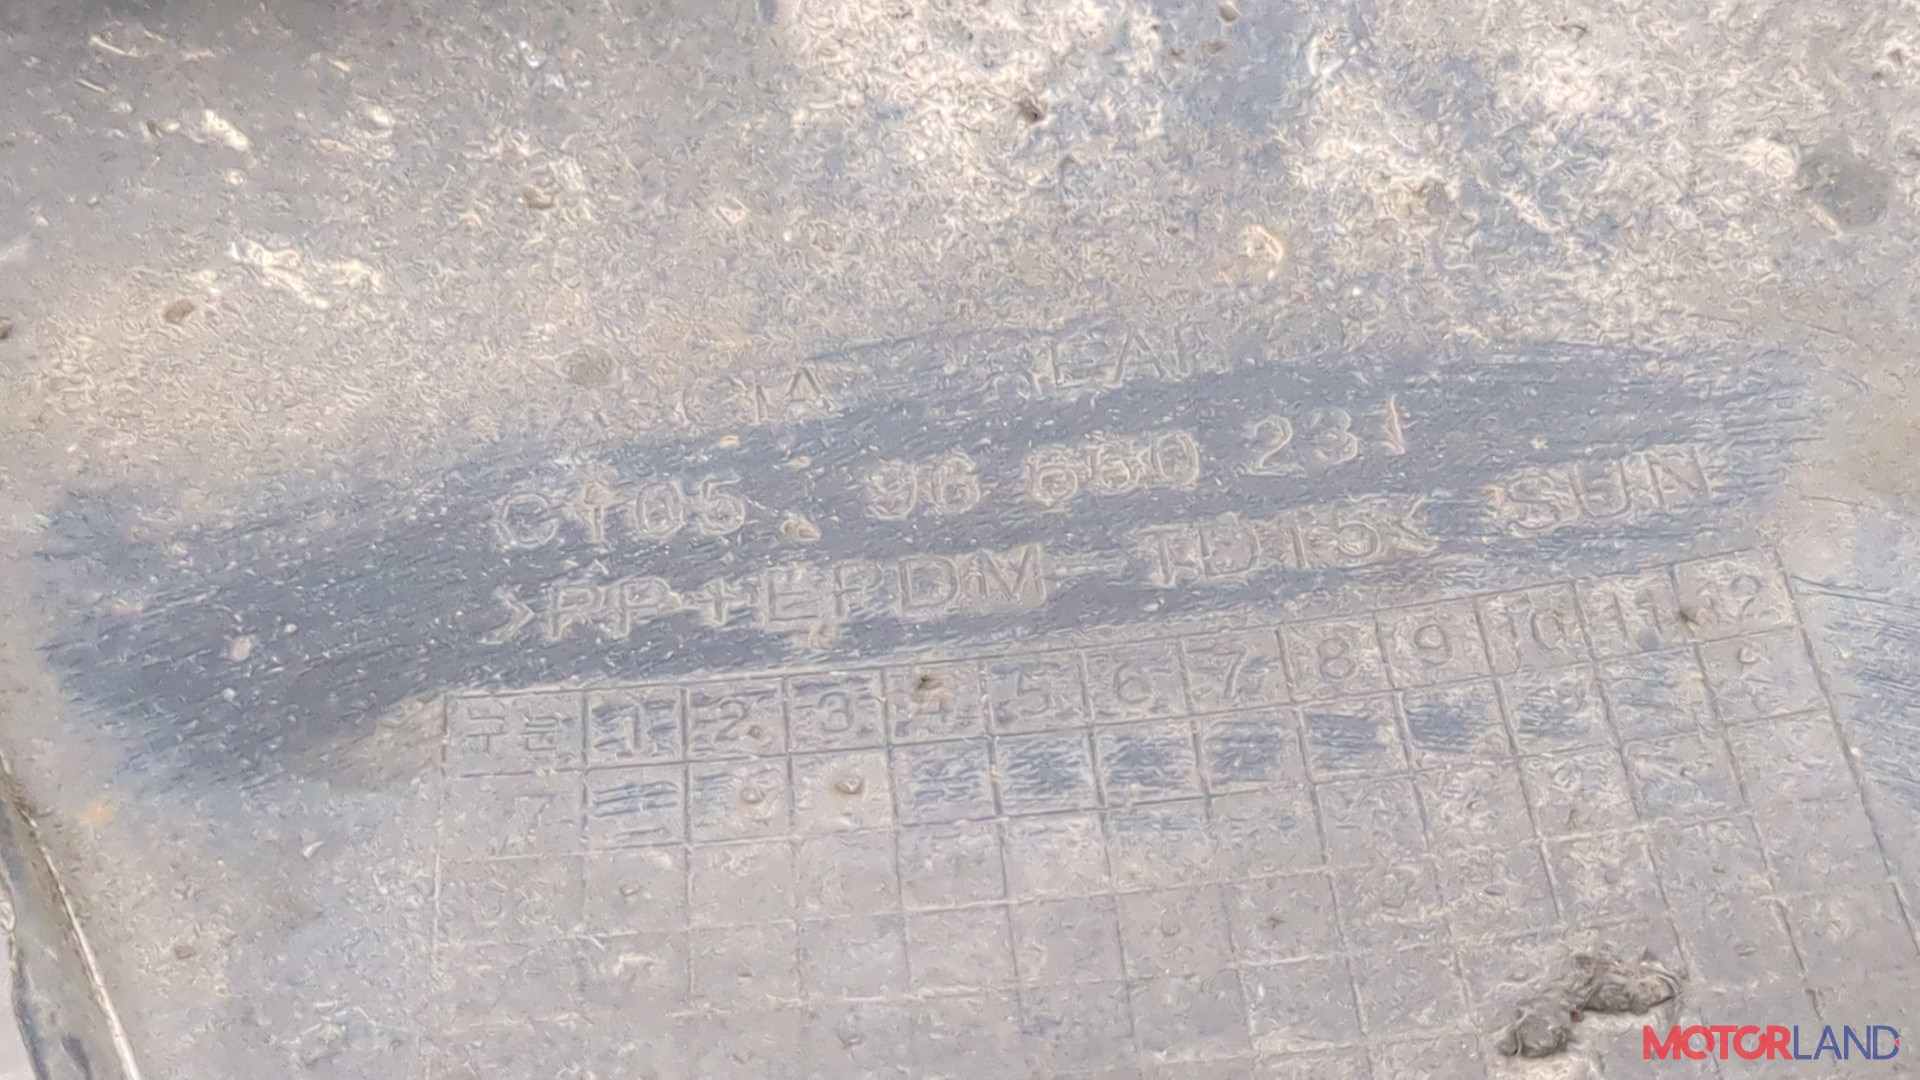 REAR
C105 96 660 231
>PP+EPDM-TD15< SUN
구분 1 2 3 4 5 6 7 8 9 10 11 12
MOTORLAND